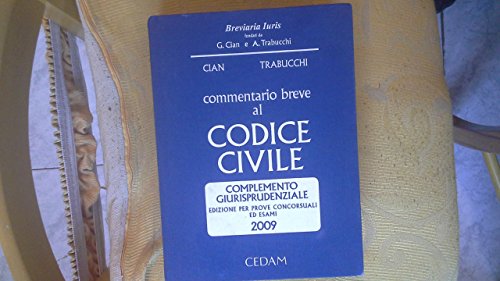 Breviaria Iuris
fondati da
G. Cian e A. Trabucchi
CIAN TRABUCCHI
commentario breve
al
CODICE
CIVILE
COMPLEMENTO
GIURISPRUDENZIALE
EDIZIONE PER PROVE CONCORSUALI
ED ESAMI
2009
CEDAM